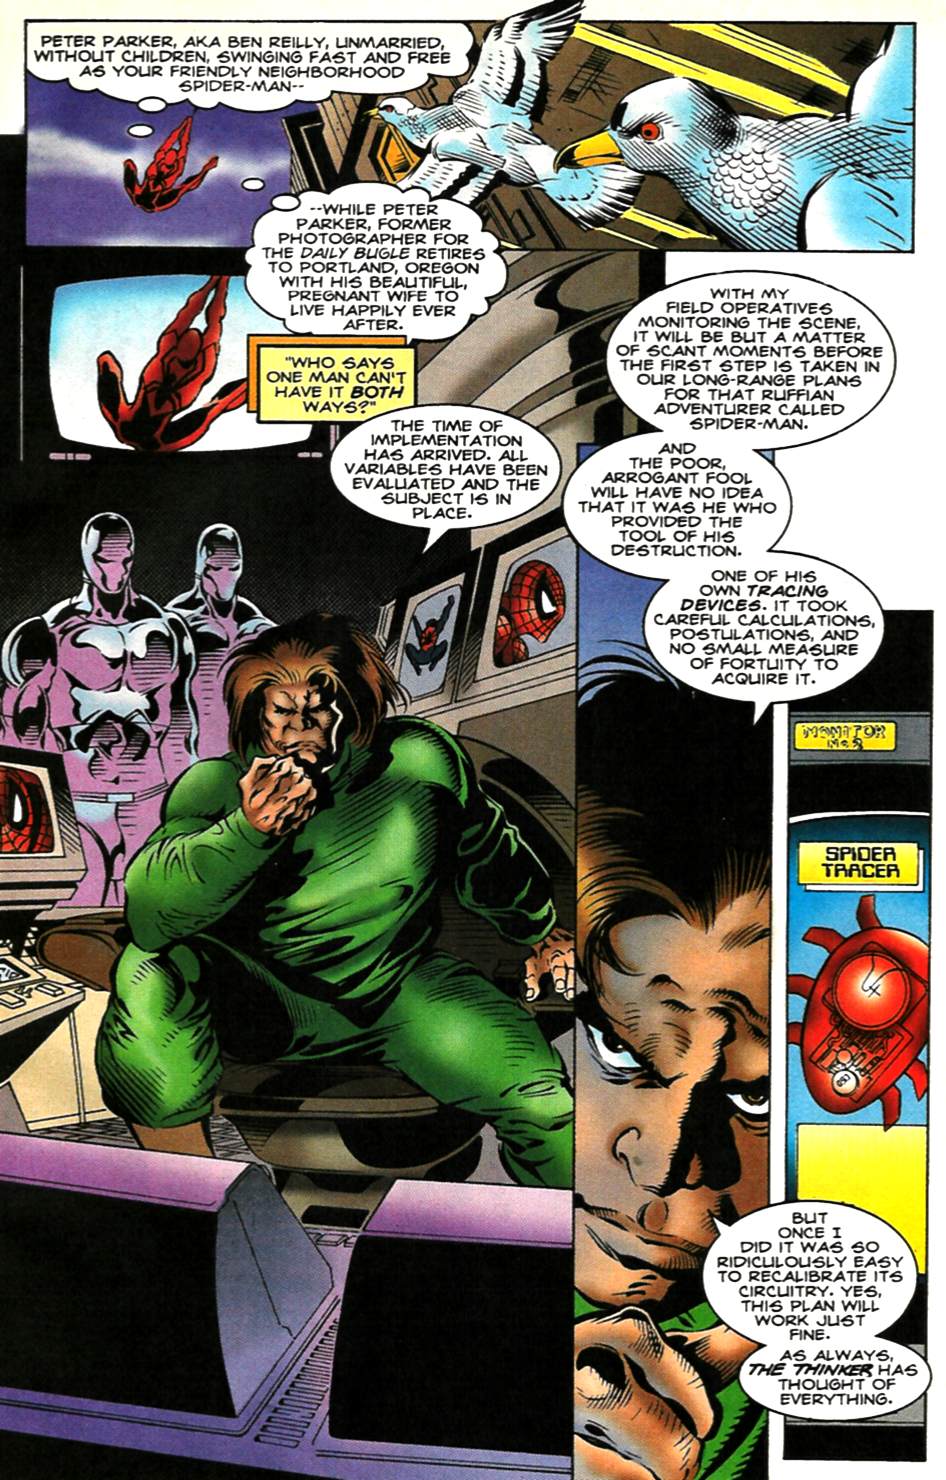 PETER PARKER, AKA BEN REILLY, UNMARRIED,
WITHOUT CHILDREN, SWINGING FAST AND FREE
AS YOUR FRIENDLY NEIGHBORHOOD
SPIDER-MAN--
--WHILE PETER
PARKER, FORMER
PHOTOGRAPHER FOR
THE DAILY BUGLE RETIRES
TO PORTLAND, OREGON
WITH HIS BEAUTIFUL,
PREGNANT WIFE TO
LIVE HAPPILY EVER
AFTER.
"WHO SAYS
ONE MAN CAN'T
HAVE IT BOTH
WAYS?"
THE TIME OF
IMPLEMENTATION
HAS ARRIVED. ALL
VARIABLES HAVE BEEN
EVALUATED AND THE
SUBJECT IS IN
PLACE.
WITH MY
FIELD OPERATIVES
MONITORING THE SCENE,
IT WILL BE BUT A MATTER
OF SCANT MOMENTS BEFORE
THE FIRST STEP IS TAKEN IN
OUR LONG-RANGE PLANS
FOR THAT RUFFIAN
ADVENTURER CALLED
SPIDER-MAN.
AND
THE POOR,
ARROGANT FOOL
WILL HAVE NO IDEA
THAT IT WAS HE WHO
PROVIDED THE
TOOL OF HIS
DESTRUCTION.
ONE OF HIS
OWN TRACING
DEVICES. IT TOOK
CAREFUL CALCULATIONS,
POSTULATIONS, AND
NO SMALL MEASURE
OF FORTUITY TO
ACQUIRE IT.
MONITOR
No 2
SPIDER
TRACER
BUT
ONCE I
DID IT WAS SO
RIDICULOUSLY EASY
TO RECALIBRATE ITS
CIRCUITRY. YES,
THIS PLAN WILL
WORK JUST
FINE.
AS ALWAYS,
THE THINKER HAS
THOUGHT OF
EVERYTHING.